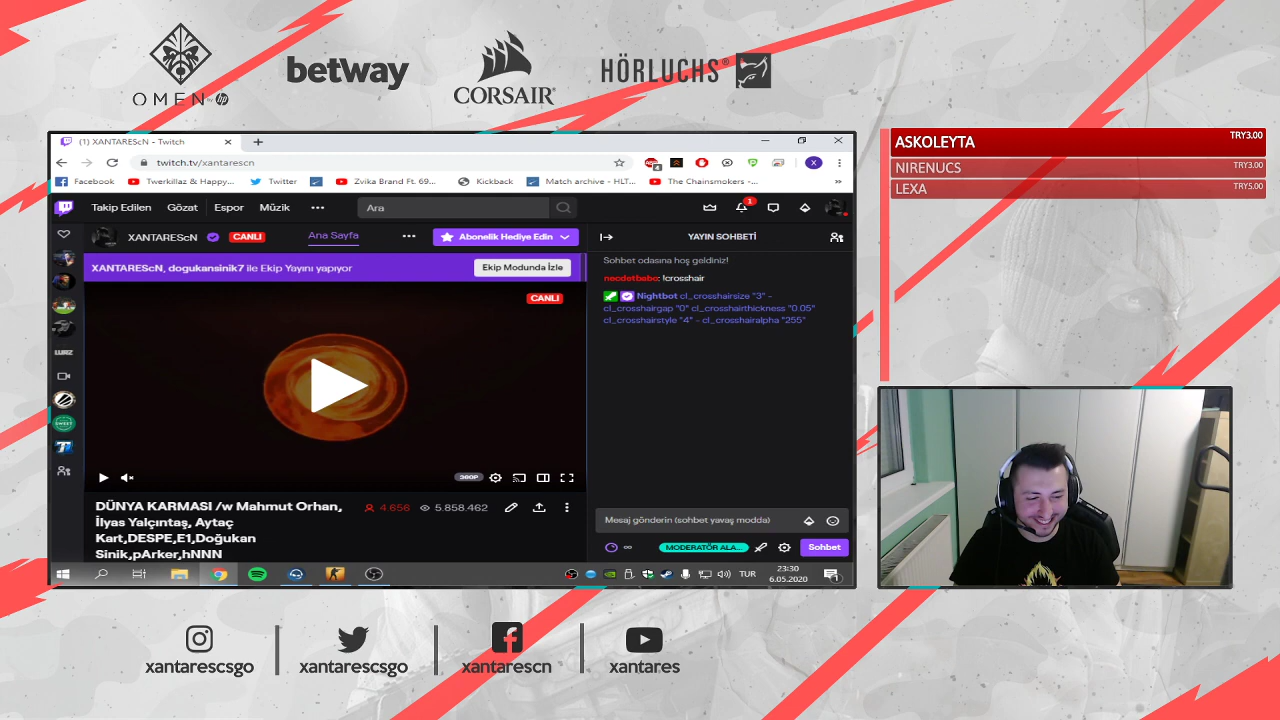 OMEN by hp
betway
CORSAIR
HÖRLUCHS®
(1) XANTAREScN - Twitch
twitch.tv/xantarescn
Facebook
Twerkillaz & Happy...
Twitter
Zvika Brand Ft. 69...
Kickback
Match archive - HLT...
The Chainsmokers -...
Takip Edilen
Gözat
Espor
Müzik
Ara
1
XANTAREScN
CANLI
Ana Sayfa
Abonelik Hediye Edin
YAYIN SOHBETİ
XANTAREScN, dogukansinik7 ile Ekip Yayını yapıyor
Ekip Modunda İzle
CANLI
Sohbet odasına hoş geldiniz!
necdetbabo: !crosshair
Nightbot cl_crosshairsize "3" -
cl_crosshairgap "0" cl_crosshairthickness "0.05"
cl_crosshairstyle "4" - cl_crosshairalpha "255"
360P
DÜNYA KARMASI /w Mahmut Orhan,
İlyas Yalçıntaş, Aytaç
Kart,DESPE,E1,Doğukan
Sinik,pArker,hNNN
4.656
5.858.462
Mesaj gönderin (sohbet yavaş modda)
MODERATÖR ALA...
Sohbet
TUR
23:30
6.05.2020
ASKOLEYTA
TRY3.00
NIRENUCS
TRY3.00
LEXA
TRY5.00
xantarescsgo
xantarescsgo
xantarescn
xantares